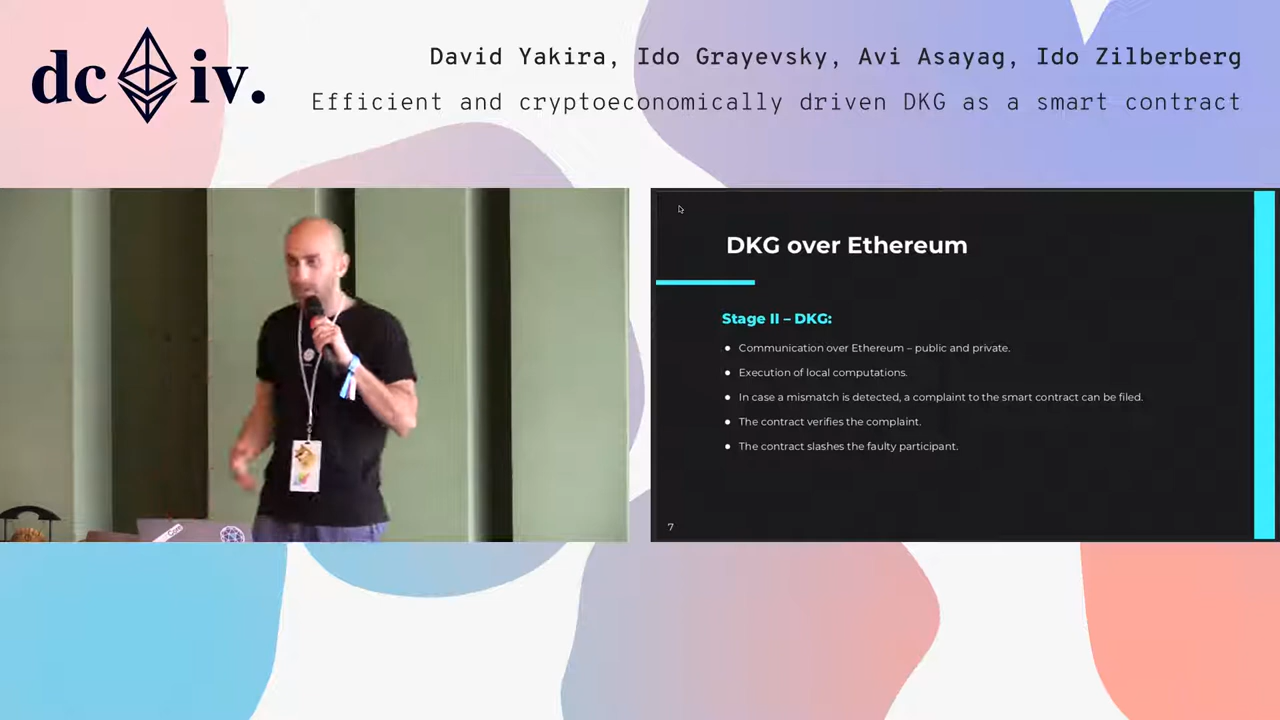 dc iv.
David Yakira, Ido Grayevsky, Avi Asayag, Ido Zilberberg
Efficient and cryptoeconomically driven DKG as a smart contract
DKG over Ethereum
Stage II – DKG:
● Communication over Ethereum – public and private.
● Execution of local computations.
● In case a mismatch is detected, a complaint to the smart contract can be filed.
● The contract verifies the complaint.
● The contract slashes the faulty participant.
7